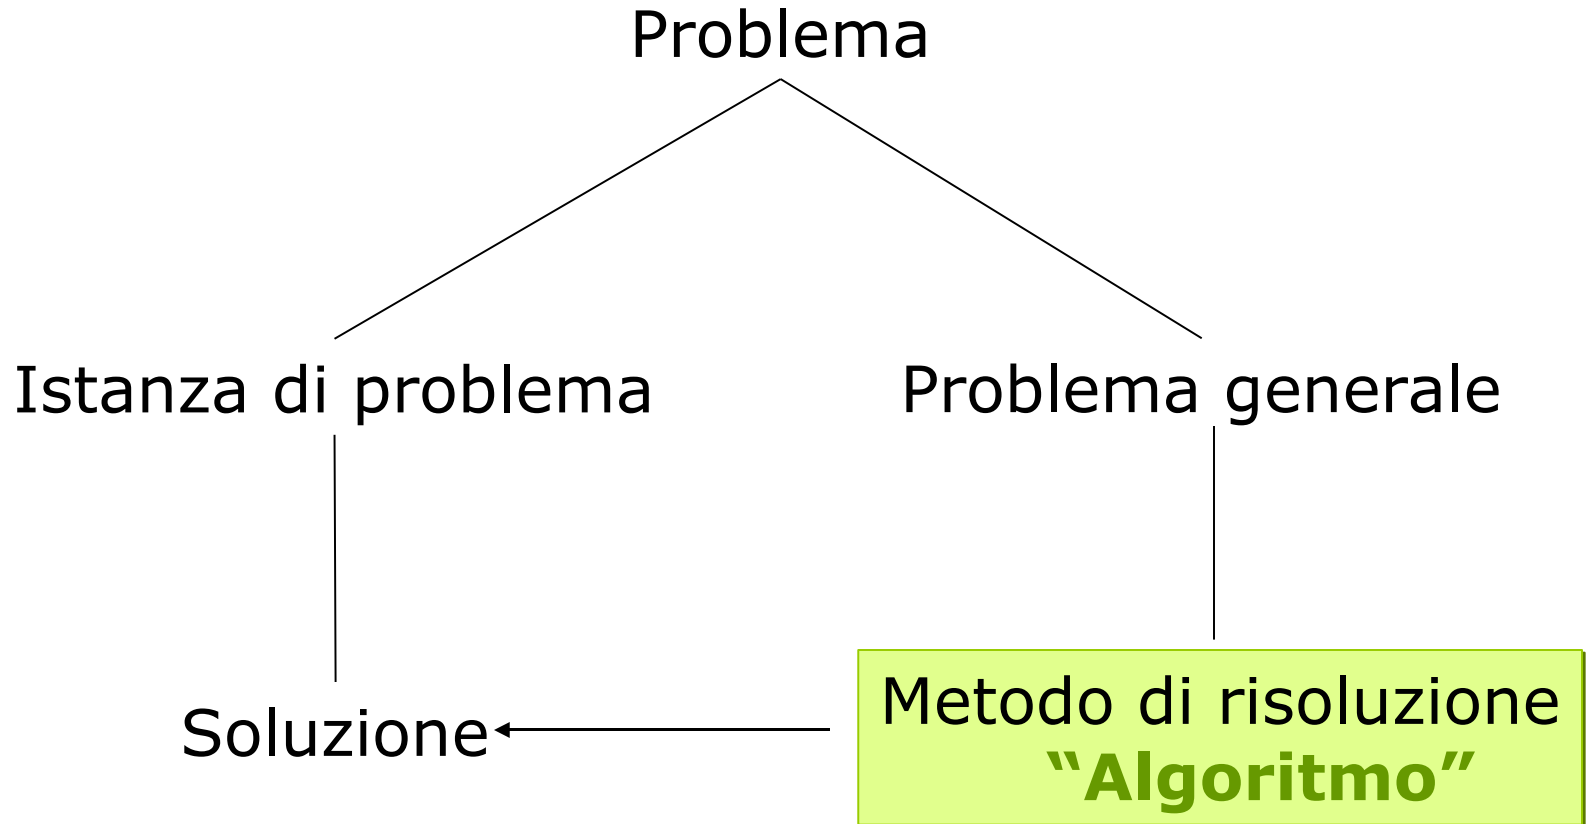 Problema
Istanza di problema
Problema generale
Soluzione
Metodo di risoluzione
“Algoritmo”